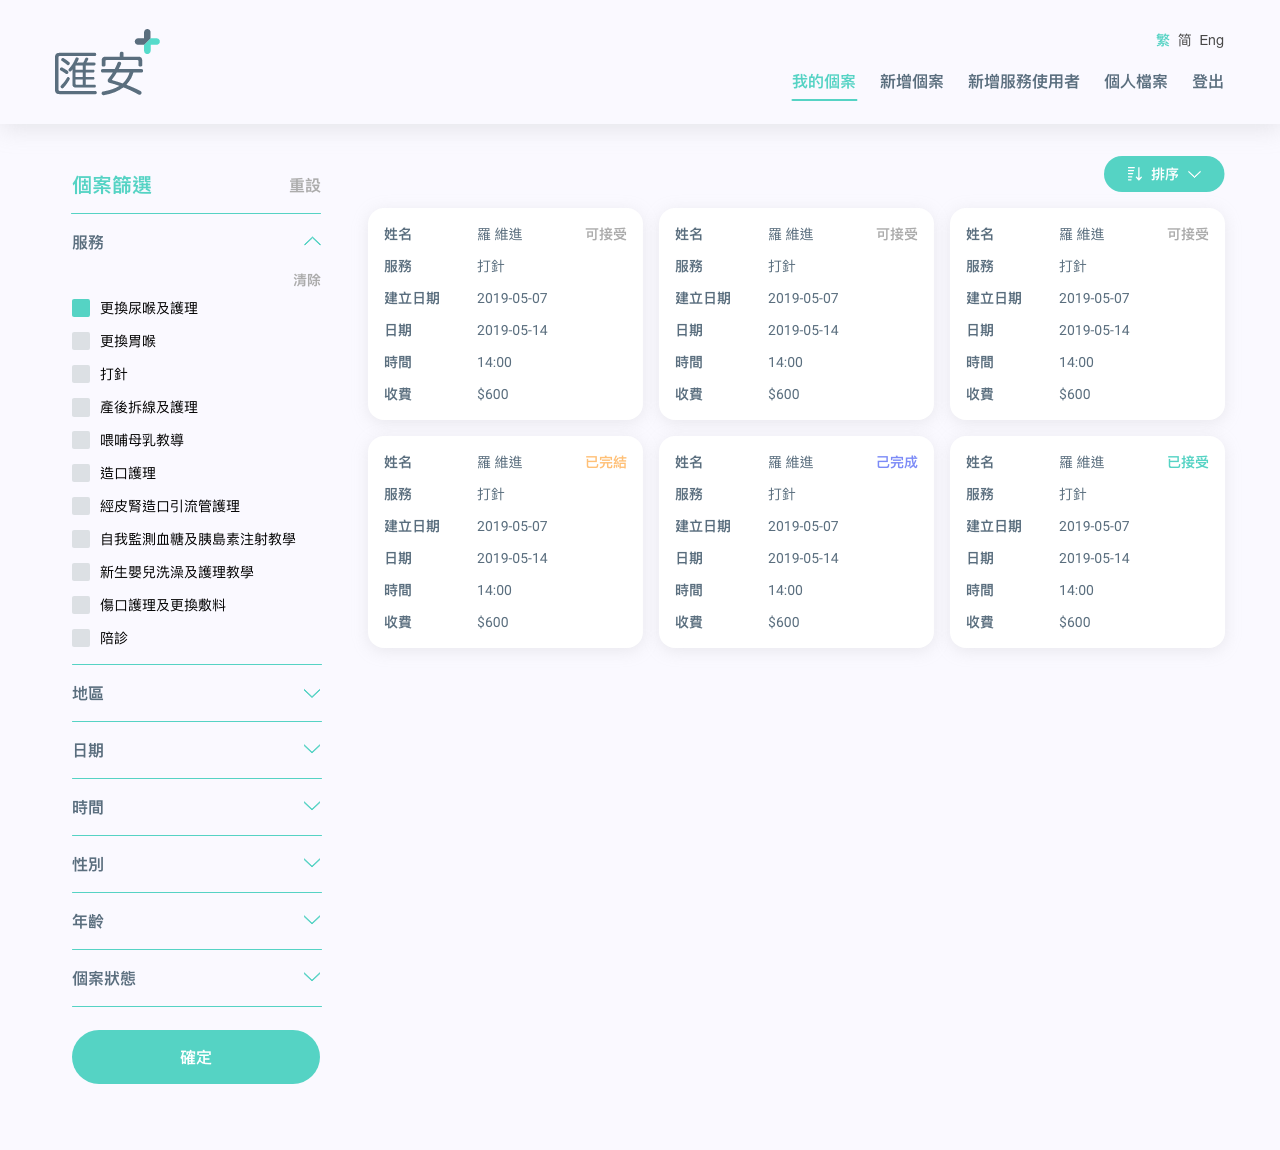 匯安
繁 简 Eng
我的個案 新增個案 新增服務使用者 個人檔案 登出
個案篩選 重設
服務
清除
更換尿喉及護理
更換胃喉
打針
產後拆線及護理
喂哺母乳教導
造口護理
經皮腎造口引流管護理
自我監測血糖及胰島素注射教學
新生嬰兒洗澡及護理教學
傷口護理及更換敷料
陪診
地區
日期
時間
性別
年齡
個案狀態
確定
排序
姓名 羅 維進 可接受
服務 打針
建立日期 2019-05-07
日期 2019-05-14
時間 14:00
收費 $600
姓名 羅 維進 可接受
服務 打針
建立日期 2019-05-07
日期 2019-05-14
時間 14:00
收費 $600
姓名 羅 維進 可接受
服務 打針
建立日期 2019-05-07
日期 2019-05-14
時間 14:00
收費 $600
姓名 羅 維進 已完結
服務 打針
建立日期 2019-05-07
日期 2019-05-14
時間 14:00
收費 $600
姓名 羅 維進 己完成
服務 打針
建立日期 2019-05-07
日期 2019-05-14
時間 14:00
收費 $600
姓名 羅 維進 已接受
服務 打針
建立日期 2019-05-07
日期 2019-05-14
時間 14:00
收費 $600